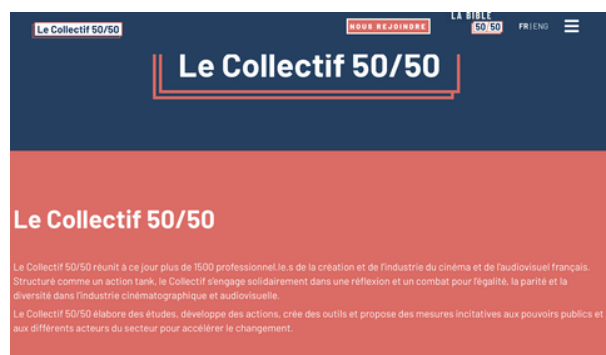 LA BIBLE
Le Collectif 50/50
NOUS REJOINDRE
50/50
FR|ENG
Le Collectif 50/50
Le Collectif 50/50
Le Collectif 50/50 réunit à ce jour plus de 1500 professionnel.le.s de la création et de l'industrie du cinéma et de l'audiovisuel français.
Structuré comme un action tank, le Collectif s'engage solidairement dans une réflexion et un combat pour l'égalité, la parité et la
diversité dans l'industrie cinématographique et audiovisuelle.
Le Collectif 50/50 élabore des études, développe des actions, crée des outils et propose des mesures incitatives aux pouvoirs publics et
aux différents acteurs du secteur pour accélérer le changement.